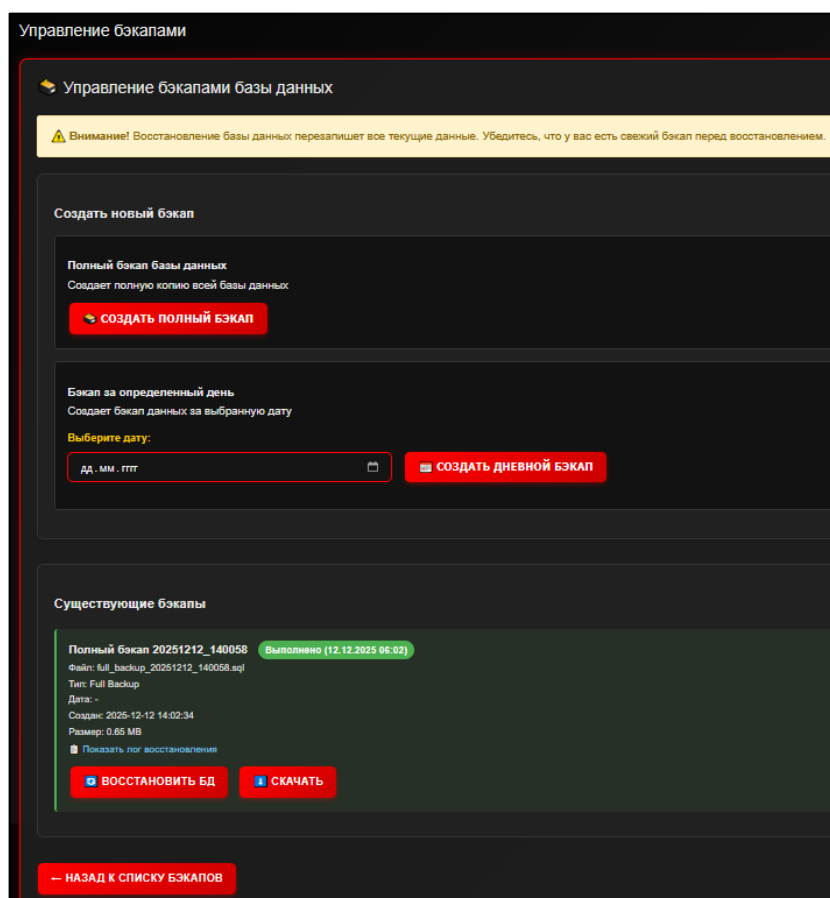 Управление бэкапами
Управление бэкапами базы данных
Внимание! Восстановление базы данных перезапишет все текущие данные. Убедитесь, что у вас есть свежий бэкап перед восстановлением.
Создать новый бэкап
Полный бэкап базы данных
Создает полную копию всей базы данных
СОЗДАТЬ ПОЛНЫЙ БЭКАП
Бэкап за определенный день
Создает бэкап данных за выбранную дату
Выберите дату:
дд.мм.гггг
СОЗДАТЬ ДНЕВНОЙ БЭКАП
Существующие бэкапы
Полный бэкап 20251212_140058 Выполнено (12.12.2025 06:02)
Файл: full_backup_20251212_140058.sql
Тип: Full Backup
Дата: -
Создан: 2025-12-12 14:02:34
Размер: 0.65 MB
Показать лог восстановления
ВОССТАНОВИТЬ БД
СКАЧАТЬ
← НАЗАД К СПИСКУ БЭКАПОВ